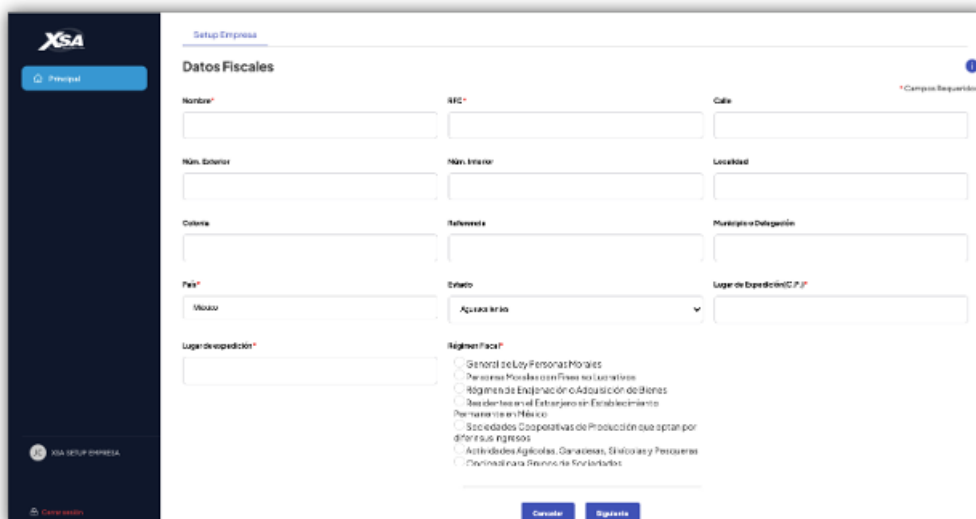 XSA
Setup Empresa
Principal
Datos Fiscales
* Campos Requeridos
Nombre*
RFC*
Calle
Núm. Exterior
Núm. Interior
Localidad
Colonia
Referencia
Municipio o Delegación
País*
Estado
Lugar de Expedición(C.P.)*
México
Aguascalientes
Lugar de expedición*
Régimen Fiscal*
General de Ley Personas Morales
Personas Morales con Fines no Lucrativos
Régimen de Enajenación o Adquisición de Bienes
Residentes en el Extranjero sin Establecimiento
Permanente en México
Sociedades Cooperativas de Producción que optan por
diferir sus ingresos
Actividades Agrícolas, Ganaderas, Silvícolas y Pesqueras
Opcional para Grupos de Sociedades
JC XSA SETUP EMPRESA
Cerrar sesión
Cancelar
Siguiente